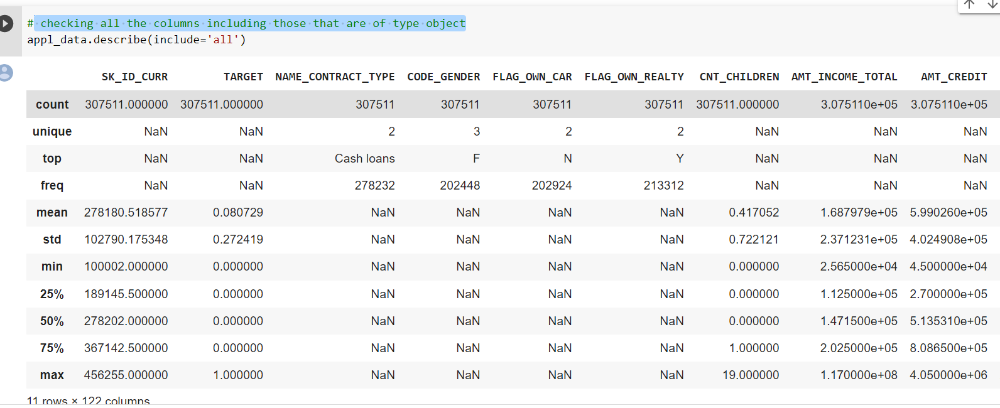 # checking all the columns including those that are of type object
appl_data.describe(include='all')
SK_ID_CURR TARGET NAME_CONTRACT_TYPE CODE_GENDER FLAG_OWN_CAR FLAG_OWN_REALTY CNT_CHILDREN AMT_INCOME_TOTAL AMT_CREDIT
count 307511.000000 307511.000000 307511 307511 307511 307511 307511.000000 3.075110e+05 3.075110e+05
unique NaN NaN 2 3 2 2 NaN NaN NaN
top NaN NaN Cash loans F N Y NaN NaN NaN
freq NaN NaN 278232 202448 202924 213312 NaN NaN NaN
mean 278180.518577 0.080729 NaN NaN NaN NaN 0.417052 1.687979e+05 5.990260e+05
std 102790.175348 0.272419 NaN NaN NaN NaN 0.722121 2.371231e+05 4.024908e+05
min 100002.000000 0.000000 NaN NaN NaN NaN 0.000000 2.565000e+04 4.500000e+04
25% 189145.500000 0.000000 NaN NaN NaN NaN 0.000000 1.125000e+05 2.700000e+05
50% 278202.000000 0.000000 NaN NaN NaN NaN 0.000000 1.471500e+05 5.135310e+05
75% 367142.500000 0.000000 NaN NaN NaN NaN 1.000000 2.025000e+05 8.086500e+05
max 456255.000000 1.000000 NaN NaN NaN NaN 19.000000 1.170000e+08 4.050000e+06
11 rows × 122 columns